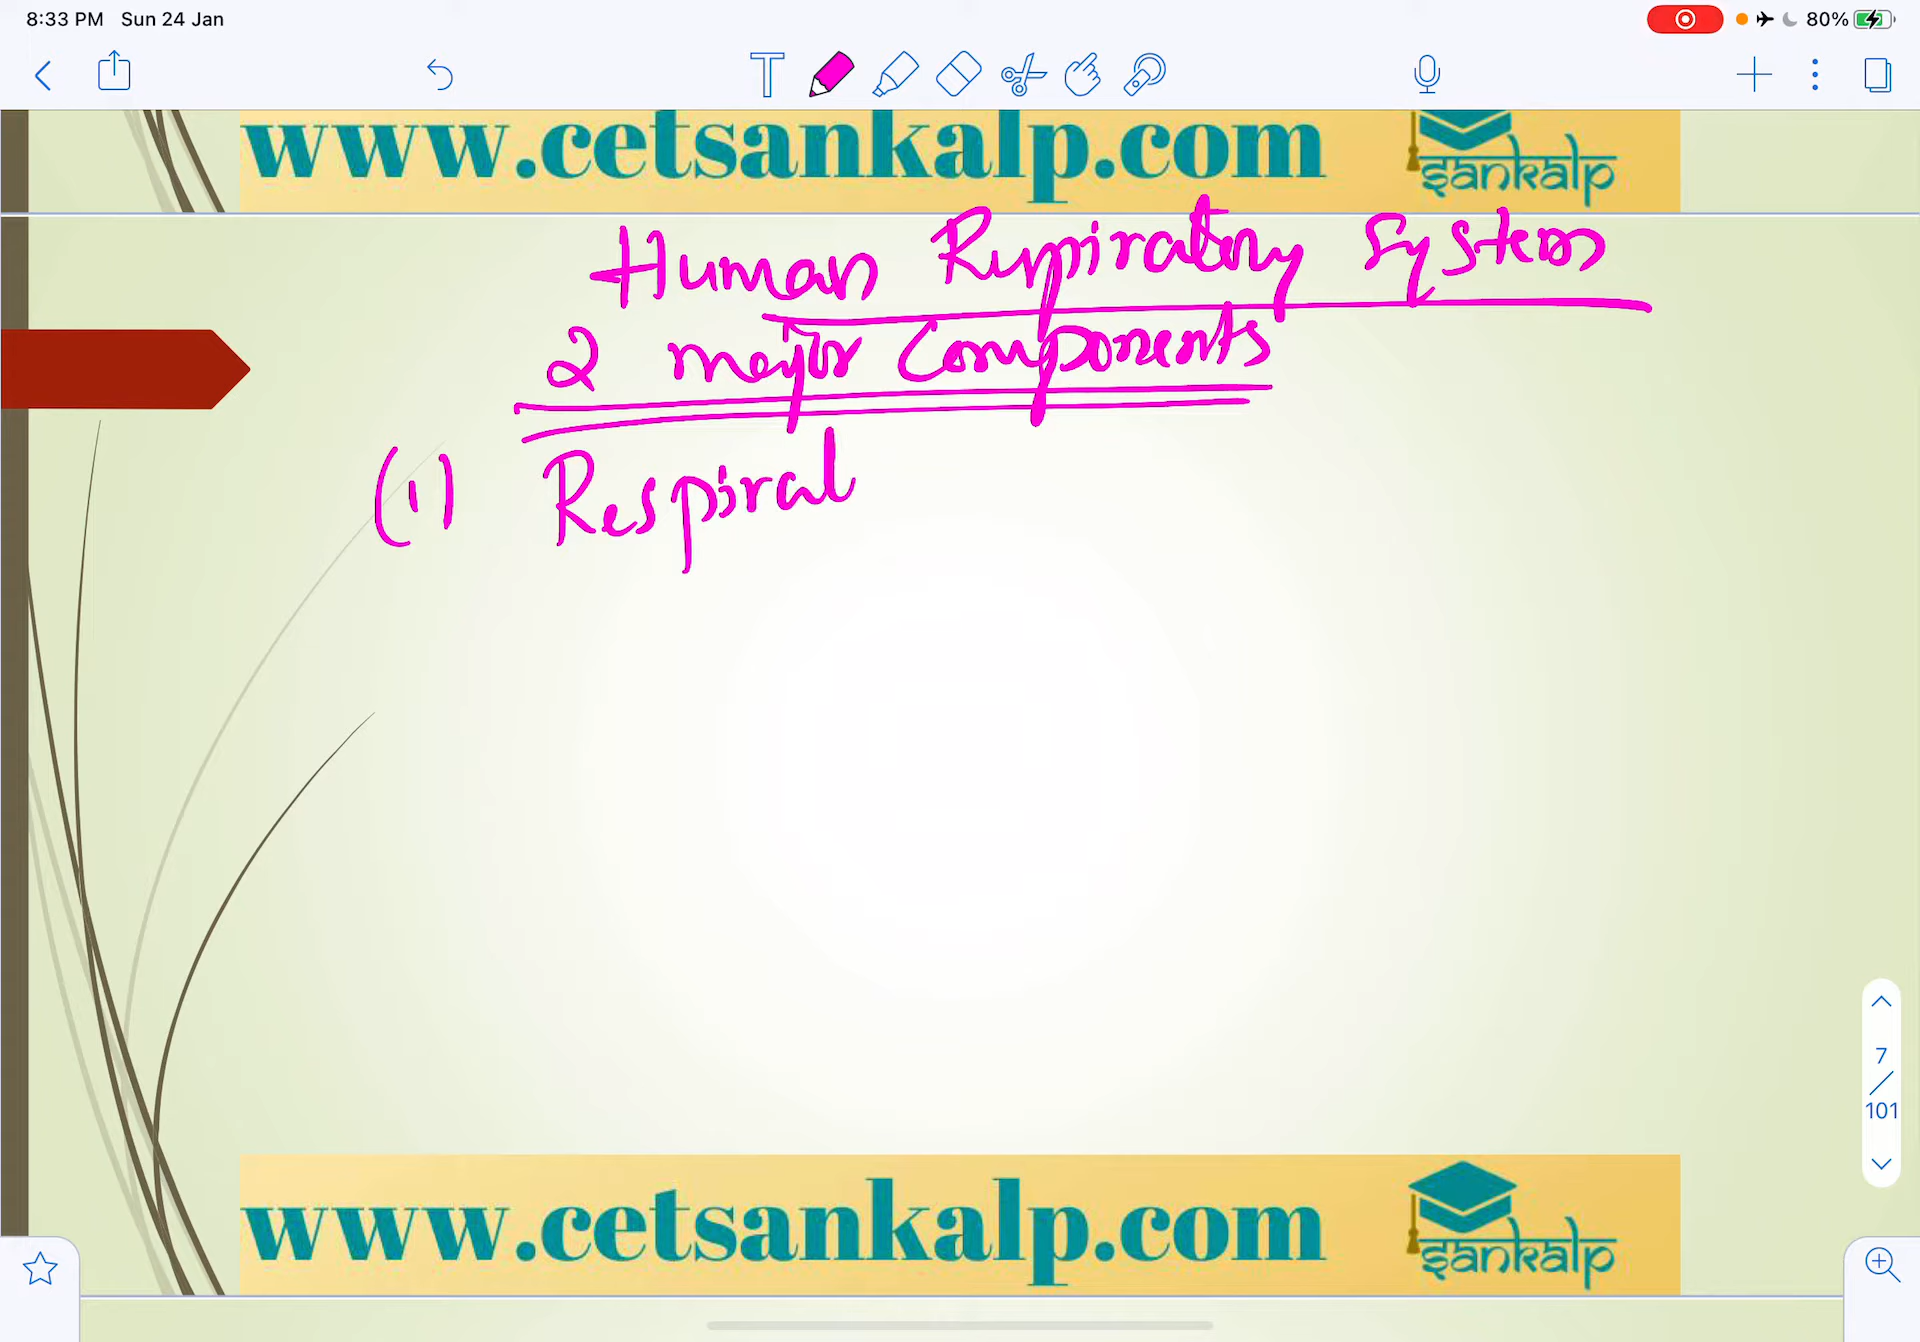 8:33 PM Sun 24 Jan
80%
www.cetsankalp.com
sankalp
Human Respiratory System
2 major Components
(1) Respirat
7
101
www.cetsankalp.com
sankalp